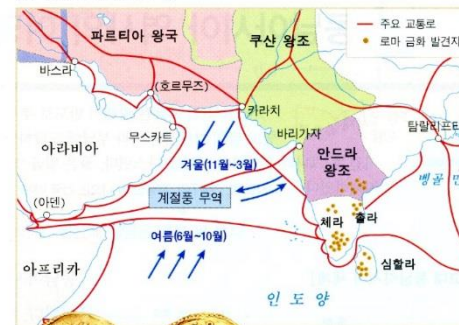 파르티아 왕국
쿠샨 왕조
주요 교통로
로마 금화 발견지
바스라
(호르무즈)
카라치
무스카트
바리가자
탐랄리프티
아라비아
겨울(11월~3월)
안드라
왕조
벵골 만
계절풍 무역
(아덴)
체라
촐라
여름(6월~10월)
아프리카
심할라
인도양